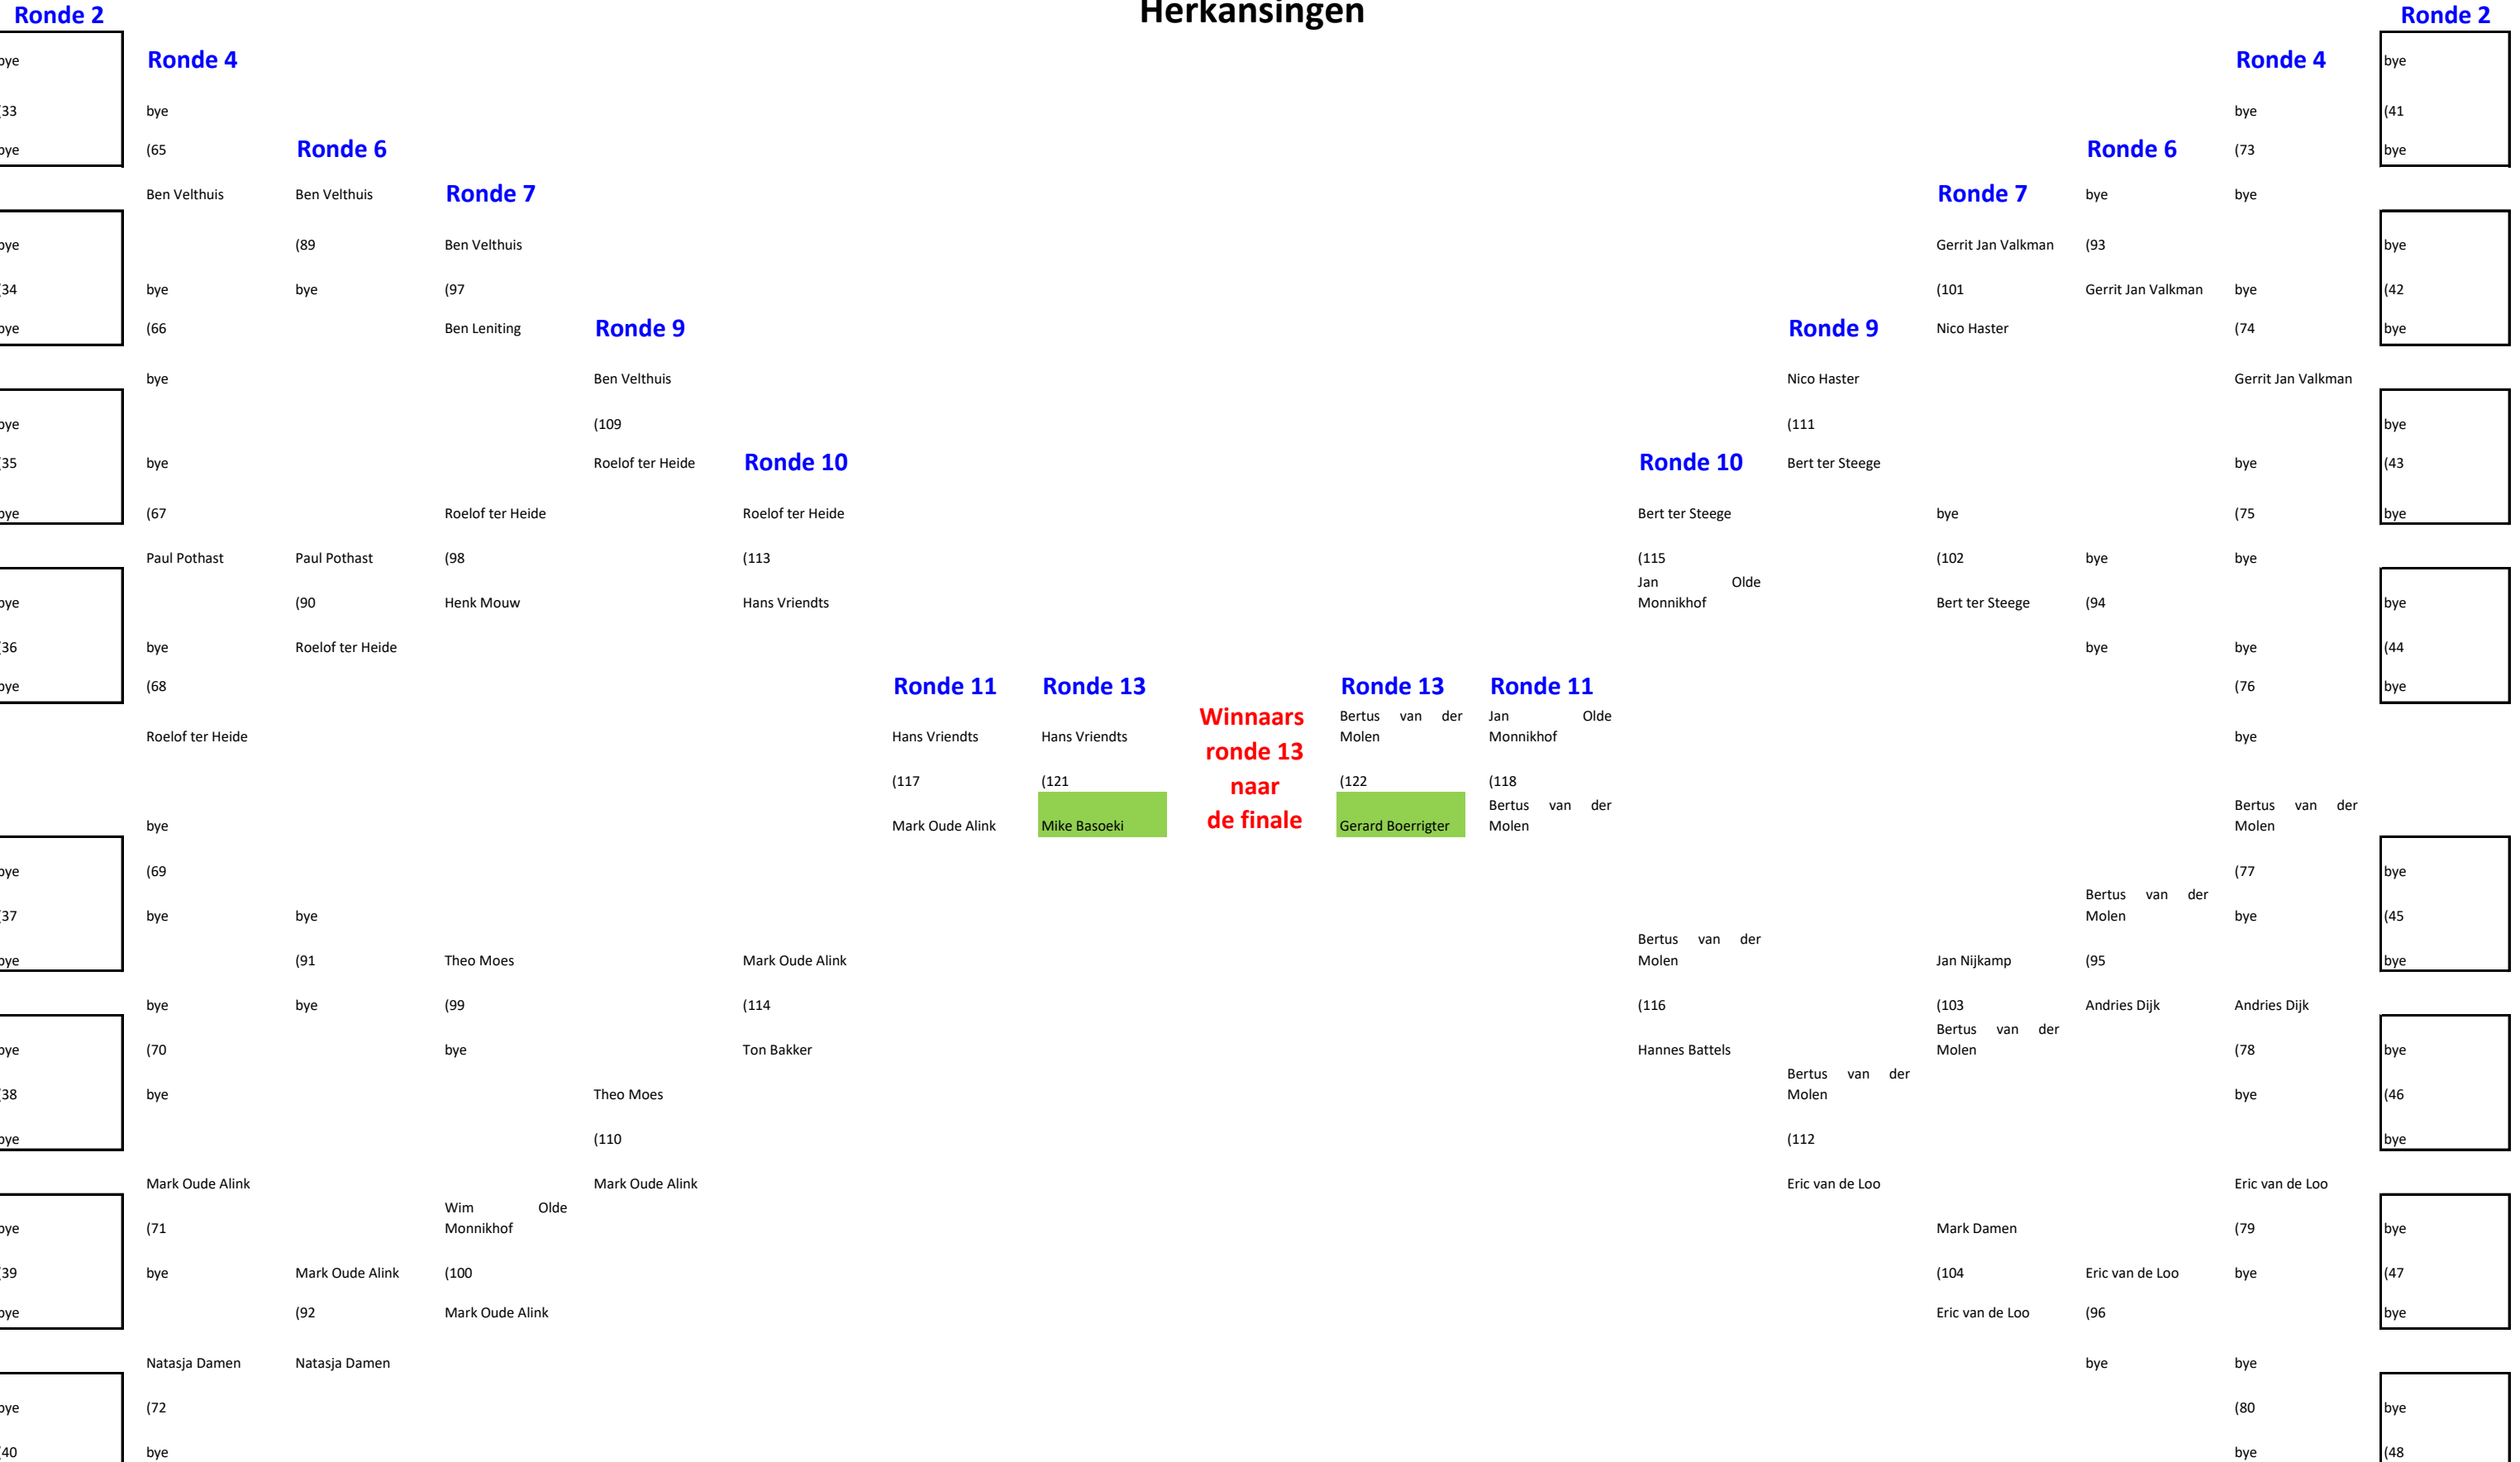 Herkansingen
Ronde 2 Ronde 2
bye Ronde 4 Ronde 4 bye
(33 bye bye (41
bye (65 Ronde 6 Ronde 6 (73 bye
Ben Velthuis Ben Velthuis Ronde 7 Ronde 7 bye bye
bye (89 Ben Velthuis Gerrit Jan Valkman (93 bye
(34 bye bye (97 (101 Gerrit Jan Valkman bye (42
bye (66 Ben Leniting Ronde 9 Ronde 9 Nico Haster (74 bye
bye Ben Velthuis Nico Haster Gerrit Jan Valkman
bye (109 (111 bye
(35 bye Roelof ter Heide Ronde 10 Ronde 10 Bert ter Steege bye (43
bye (67 Roelof ter Heide Roelof ter Heide Bert ter Steege bye (75 bye
Paul Pothast Paul Pothast (98 (113 (115 (102 bye bye
bye (90 Henk Mouw Hans Vriendts Jan Olde Monnikhof Bert ter Steege (94 bye
(36 bye Roelof ter Heide bye bye (44
bye (68 Ronde 11 Ronde 13 Ronde 13 Ronde 11 (76 bye
Roelof ter Heide Hans Vriendts Hans Vriendts Winnaars ronde 13 naar de finale Bertus van der Molen Jan Olde Monnikhof bye
(117 (121 (122 (118
bye Mark Oude Alink Mike Basoeki Gerard Boerrigter Bertus van der Molen Bertus van der Molen
bye (69 (77 bye
(37 bye bye Bertus van der Molen bye (45
bye (91 Theo Moes Mark Oude Alink Bertus van der Molen Jan Nijkamp (95 bye
bye bye (99 (114 (116 (103 Andries Dijk Andries Dijk
bye (70 bye Ton Bakker Hannes Battels Bertus van der Molen (78 bye
(38 bye Theo Moes Bertus van der Molen bye (46
bye (110 (112 bye
Mark Oude Alink Mark Oude Alink Eric van de Loo Eric van de Loo
bye (71 Wim Olde Monnikhof Mark Damen (79 bye
(39 bye Mark Oude Alink (100 (104 Eric van de Loo bye (47
bye (92 Mark Oude Alink Eric van de Loo (96 bye
Natasja Damen Natasja Damen bye bye
bye (72 (80 bye
(40 bye bye (48